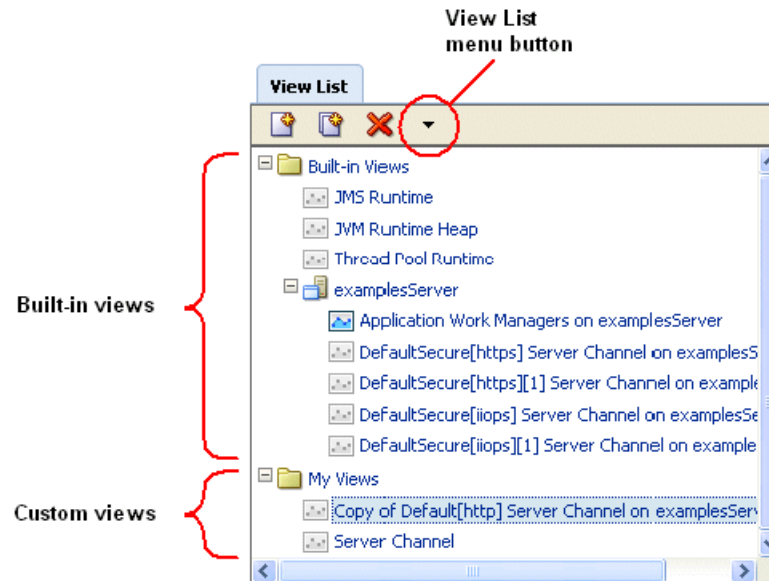 View List
menu button
View List
Built-in Views
JMS Runtime
JVM Runtime Heap
Thread Pool Runtime
Built-in views
examplesServer
Application Work Managers on examplesServer
DefaultSecure[https] Server Channel on examplesS
DefaultSecure[https][1] Server Channel on example
DefaultSecure[iiops] Server Channel on examplesSe
DefaultSecure[iiops][1] Server Channel on example
My Views
Custom views
Copy of Default[http] Server Channel on examplesServ
Server Channel